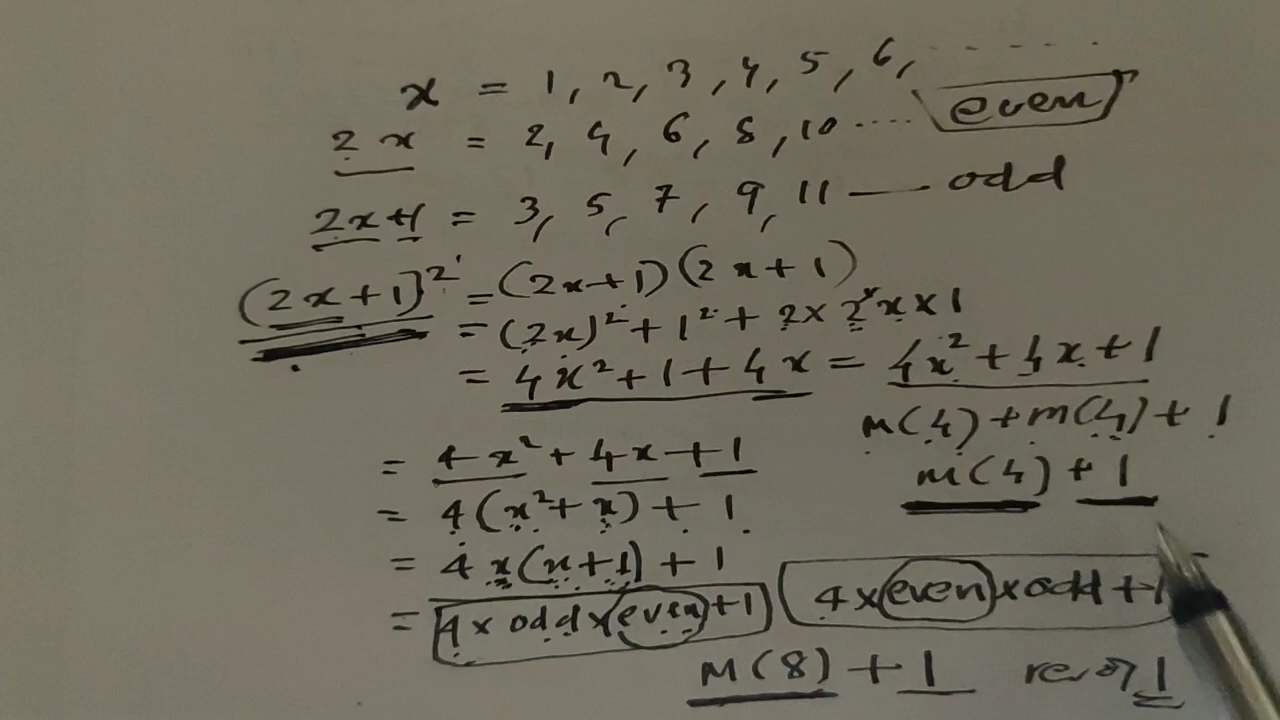 x = 1, 2, 3, 4, 5, 6, ......
2x = 2, 4, 6, 8, 10 .... even
2x+1 = 3, 5, 7, 9, 11 — odd
(2x+1)² = (2x+1)(2x+1)
= (2x)² + 1² + 2×2×x×1
= 4x²+1+4x = 4x²+4x+1
m(4)+m(4)+1
= 4x²+4x+1
m(4)+1
= 4(x²+x)+1
= 4x(x+1)+1
= 4×odd×even+1
4×even×odd+1
M(8)+1
1